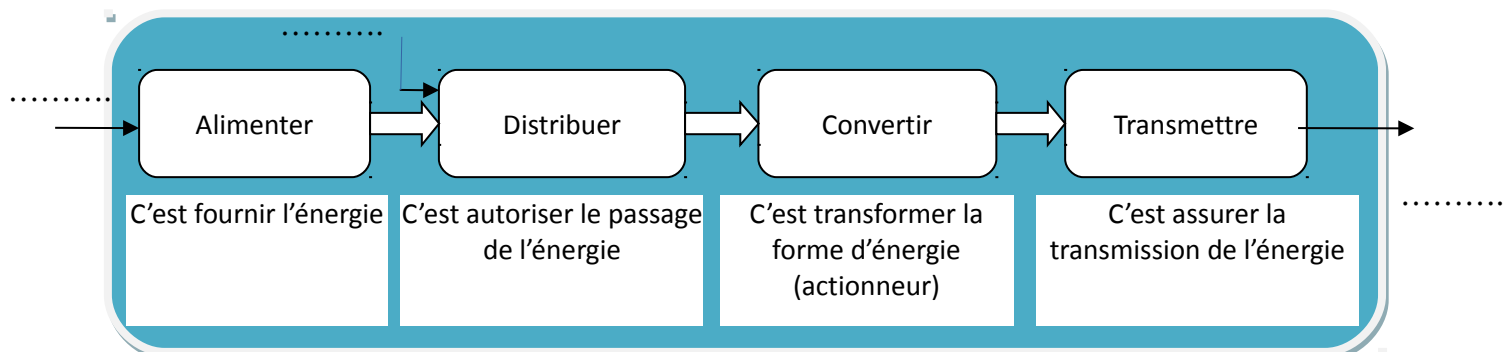 ..........
..........
Alimenter
Distribuer
Convertir
Transmettre
C’est fournir l’énergie
C’est autoriser le passage
de l’énergie
C’est transformer la
forme d’énergie
(actionneur)
C’est assurer la
transmission de l’énergie
..........